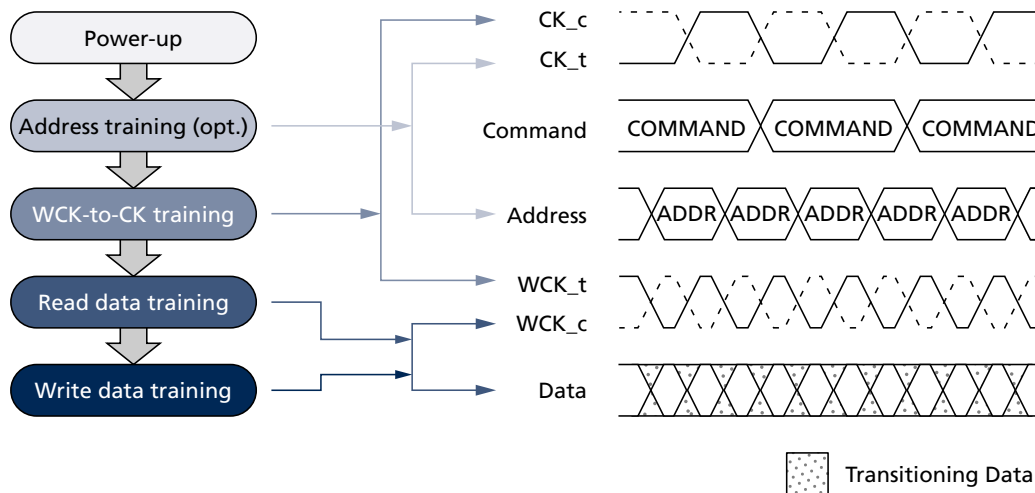 Power-up
Address training (opt.)
WCK-to-CK training
Read data training
Write data training
CK_c
CK_t
Command
COMMAND COMMAND COMMAND
Address
ADDR ADDR ADDR ADDR ADDR
WCK_t
WCK_c
Data
Transitioning Data